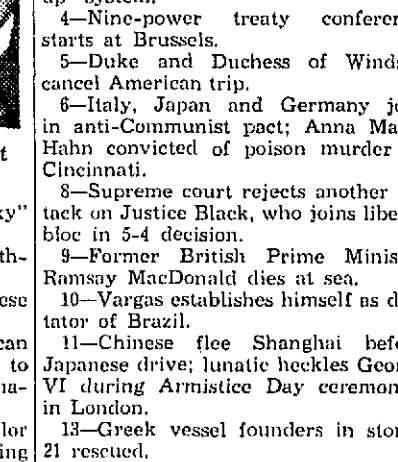 up system.
4—Nine-power treaty conferen
starts at Brussels.
5—Duke and Duchess of Winds
cancel American trip.
6—Italy, Japan and Germany jo
in anti-Communist pact; Anna Ma
Hahn convicted of poison murder
Cincinnati.
8—Supreme court rejects another
tack on Justice Black, who joins libe
bloc in 5-4 decision.
9—Former British Prime Minis
Ramsay MacDonald dies at sea.
10—Vargas establishes himself as d
tator of Brazil.
11—Chinese flee Shanghai befo
Japanese drive; lunatic heckles Geor
VI during Armistice Day ceremon
in London.
13—Greek vessel founders in stor
21 rescued.
t
ky"
th-
ese
can
to
na-
lor
ing